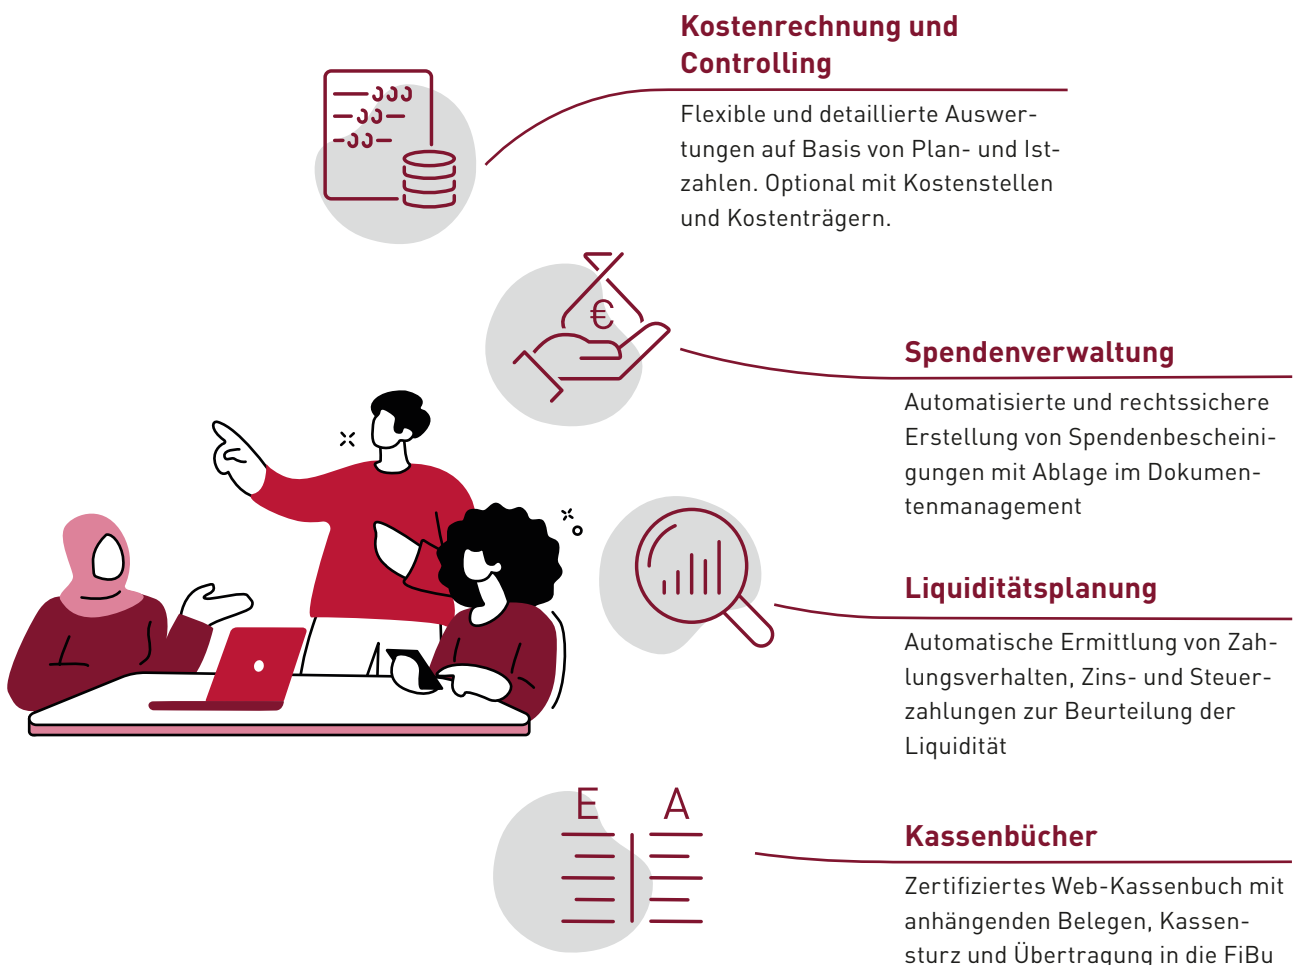 Kostenrechnung und
Controlling
Flexible und detaillierte Auswer-
tungen auf Basis von Plan- und Ist-
zahlen. Optional mit Kostenstellen
und Kostenträgern.
€
Spendenverwaltung
Automatisierte und rechtssichere
Erstellung von Spendenbescheini-
gungen mit Ablage im Dokumen-
tenmanagement
Liquiditätsplanung
Automatische Ermittlung von Zah-
lungsverhalten, Zins- und Steuer-
zahlungen zur Beurteilung der
Liquidität
E A
Kassenbücher
Zertifiziertes Web-Kassenbuch mit
anhängenden Belegen, Kassen-
sturz und Übertragung in die FiBu